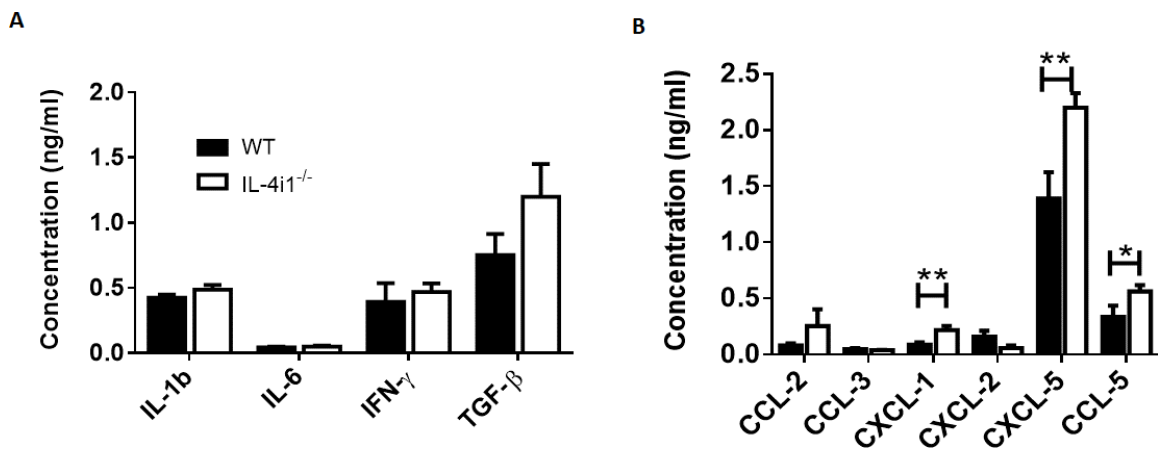 A
Concentration (ng/ml)
2.0
1.5
1.0
0.5
0.0
WT
IL-4i1-/-
IL-1b
IL-6
IFN-γ
TGF-β
B
Concentration (ng/ml)
2.5
2.0
1.5
1.0
0.5
0.0
**
**
*
CCL-2
CCL-3
CXCL-1
CXCL-2
CXCL-5
CCL-5